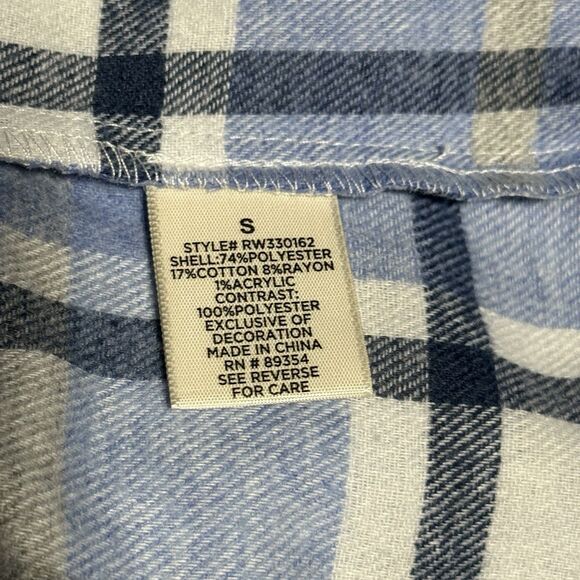 S
STYLE# RW330162
SHELL:74%POLYESTER
17%COTTON 8%RAYON
1%ACRYLIC
CONTRAST:
100%POLYESTER
EXCLUSIVE OF
DECORATION
MADE IN CHINA
RN # 89354
SEE REVERSE
FOR CARE